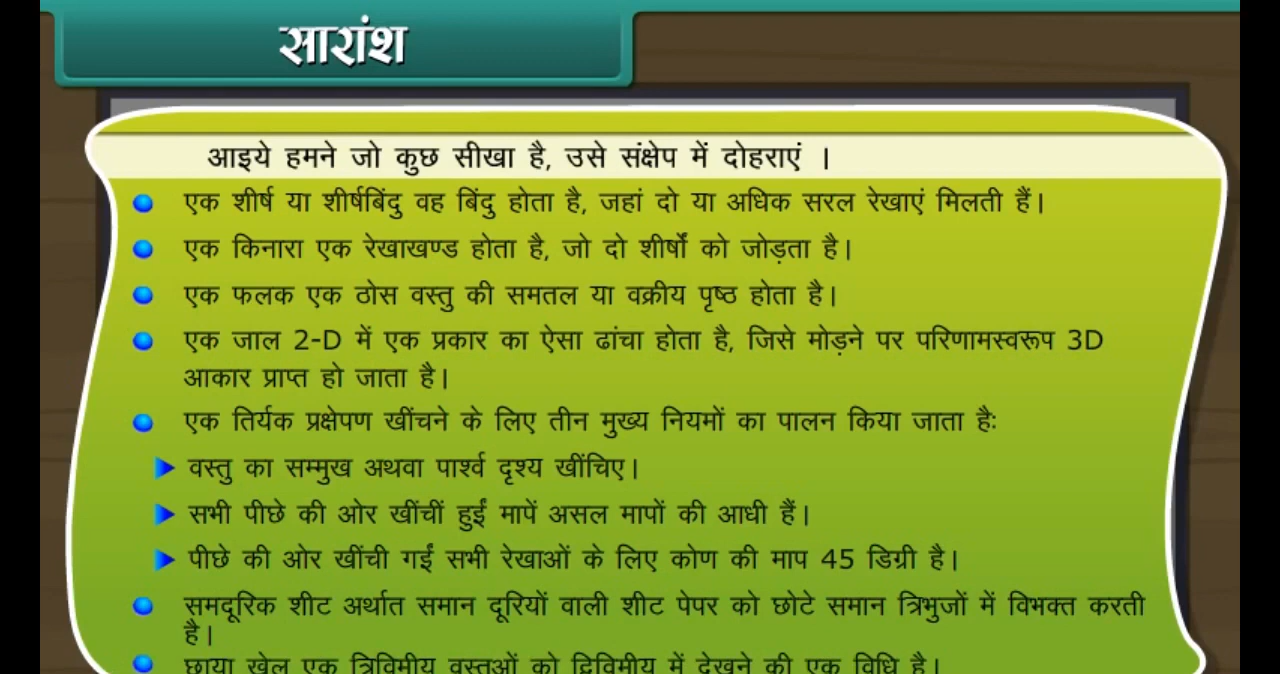 सारांश
आइये हमने जो कुछ सीखा है, उसे संक्षेप में दोहराएं ।
एक शीर्ष या शीर्षबिंदु वह बिंदु होता है, जहां दो या अधिक सरल रेखाएं मिलती हैं।
एक किनारा एक रेखाखण्ड होता है, जो दो शीर्षों को जोड़ता है।
एक फलक एक ठोस वस्तु की समतल या वक्रीय पृष्ठ होता है।
एक जाल 2-D में एक प्रकार का ऐसा ढांचा होता है, जिसे मोड़ने पर परिणामस्वरूप 3D
आकार प्राप्त हो जाता है।
एक तिर्यक प्रक्षेपण खींचने के लिए तीन मुख्य नियमों का पालन किया जाता हैः
वस्तु का सम्मुख अथवा पार्श्व दृश्य खींचिए।
सभी पीछे की ओर खींचीं हुईं मापें असल मापों की आधी हैं।
पीछे की ओर खींची गईं सभी रेखाओं के लिए कोण की माप 45 डिग्री है।
समदूरिक शीट अर्थात समान दूरियों वाली शीट पेपर को छोटे समान त्रिभुजों में विभक्त करती
है।
छाया खेल एक त्रिविमीय वस्तुओं को द्विविमीय में देखने की एक विधि है।